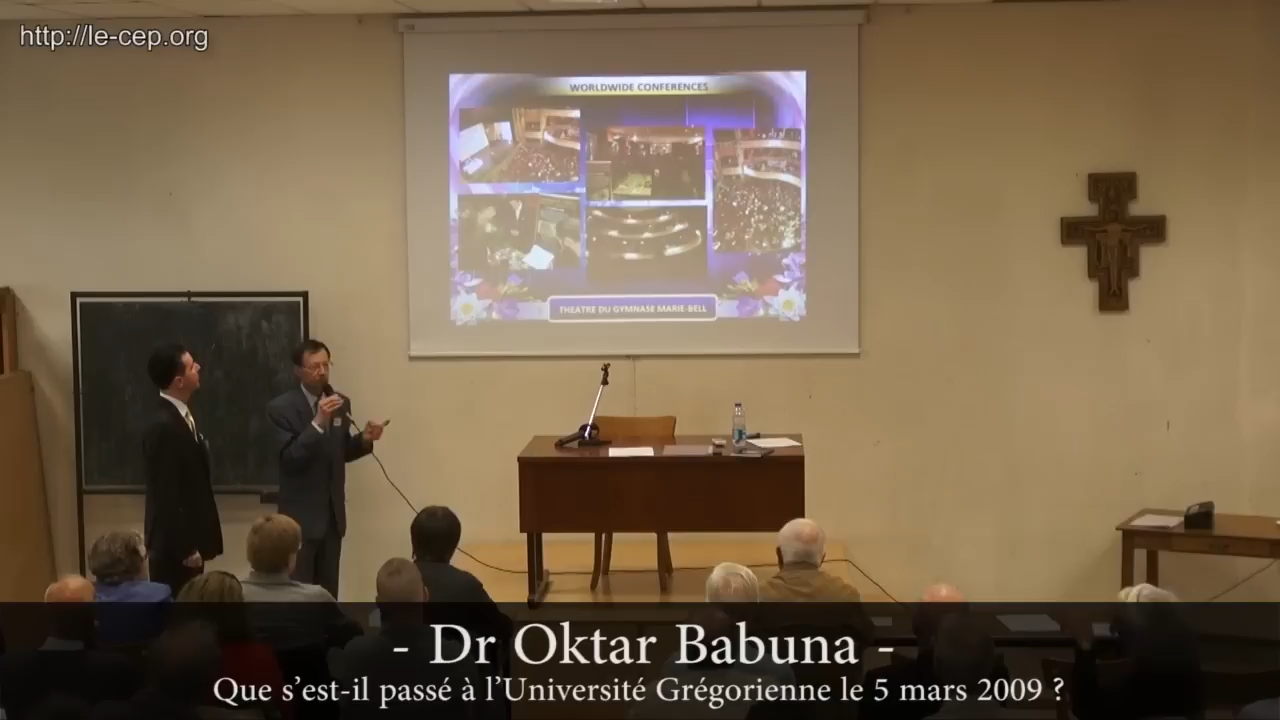 http://le-cep.org
WORLDWIDE CONFERENCES
THEATRE DU GYMNASE MARIE-BELL
- Dr Oktar Babuna -
Que s'est-il passé à l'Université Grégorienne le 5 mars 2009 ?